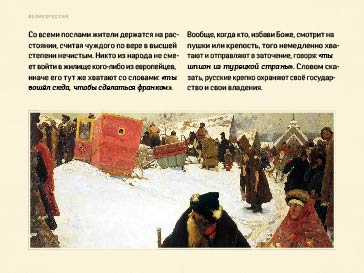 ВЕЛИКОРОССИЯ
Со всеми послами жители держатся на рас-
стоянии, считая чуждого по вере в высшей
степени нечистым. Никто из народа не сме-
ет войти в жилище кого-либо из европейцев,
иначе его тут же хватают со словами: «ты
вошёл сюда, чтобы сделаться франком».
Вообще, когда кто, избави Боже, смотрит на
пушки или крепость, того немедленно хва-
тают и отправляют в заточение, говоря: «ты
шпион из турецкой страны». Словом ска-
зать, русские крепко охраняют своё государ-
ство и свои владения.